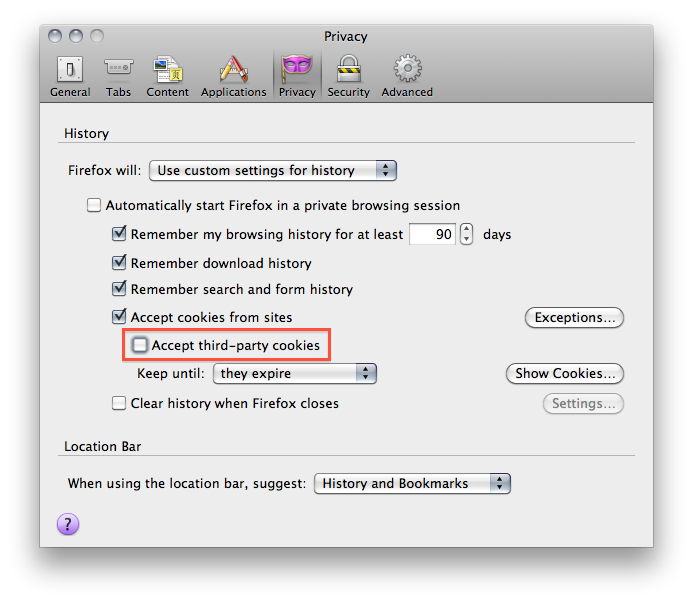 Privacy
General Tabs Content Applications Privacy Security Advanced
History
Firefox will: Use custom settings for history
Automatically start Firefox in a private browsing session
Remember my browsing history for at least 90 days
Remember download history
Remember search and form history
Accept cookies from sites Exceptions...
Accept third-party cookies
Keep until: they expire Show Cookies...
Clear history when Firefox closes Settings...
Location Bar
When using the location bar, suggest: History and Bookmarks
?